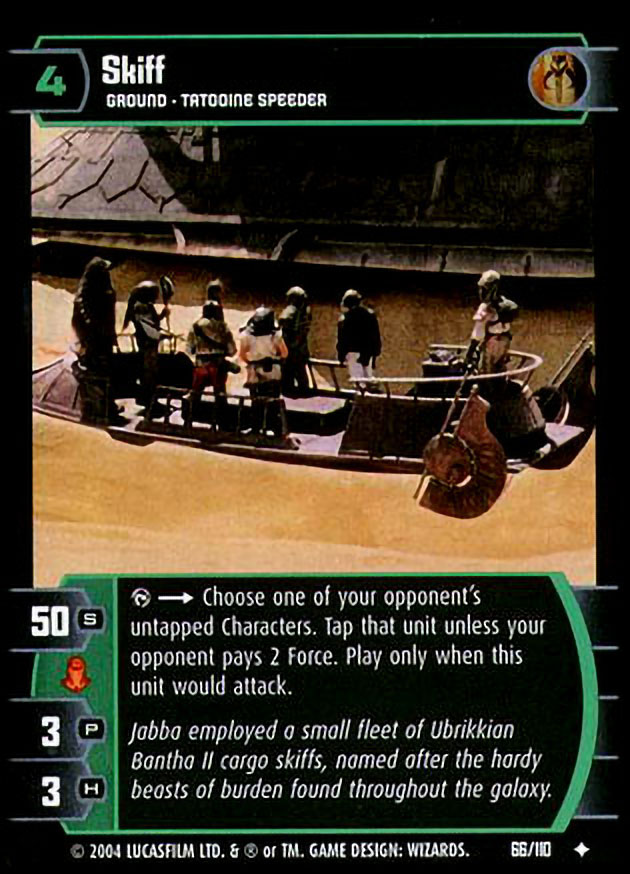 4
Skiff
GROUND - TATOOINE SPEEDER
50 S
→ Choose one of your opponent's
untapped Characters. Tap that unit unless your
opponent pays 2 Force. Play only when this
unit would attack.
3 P
Jabba employed a small fleet of Ubrikkian
Bantha II cargo skiffs, named after the hardy
3 H
beasts of burden found throughout the galaxy.
© 2004 LUCASFILM LTD. & ® or TM. GAME DESIGN: WIZARDS. 66/110